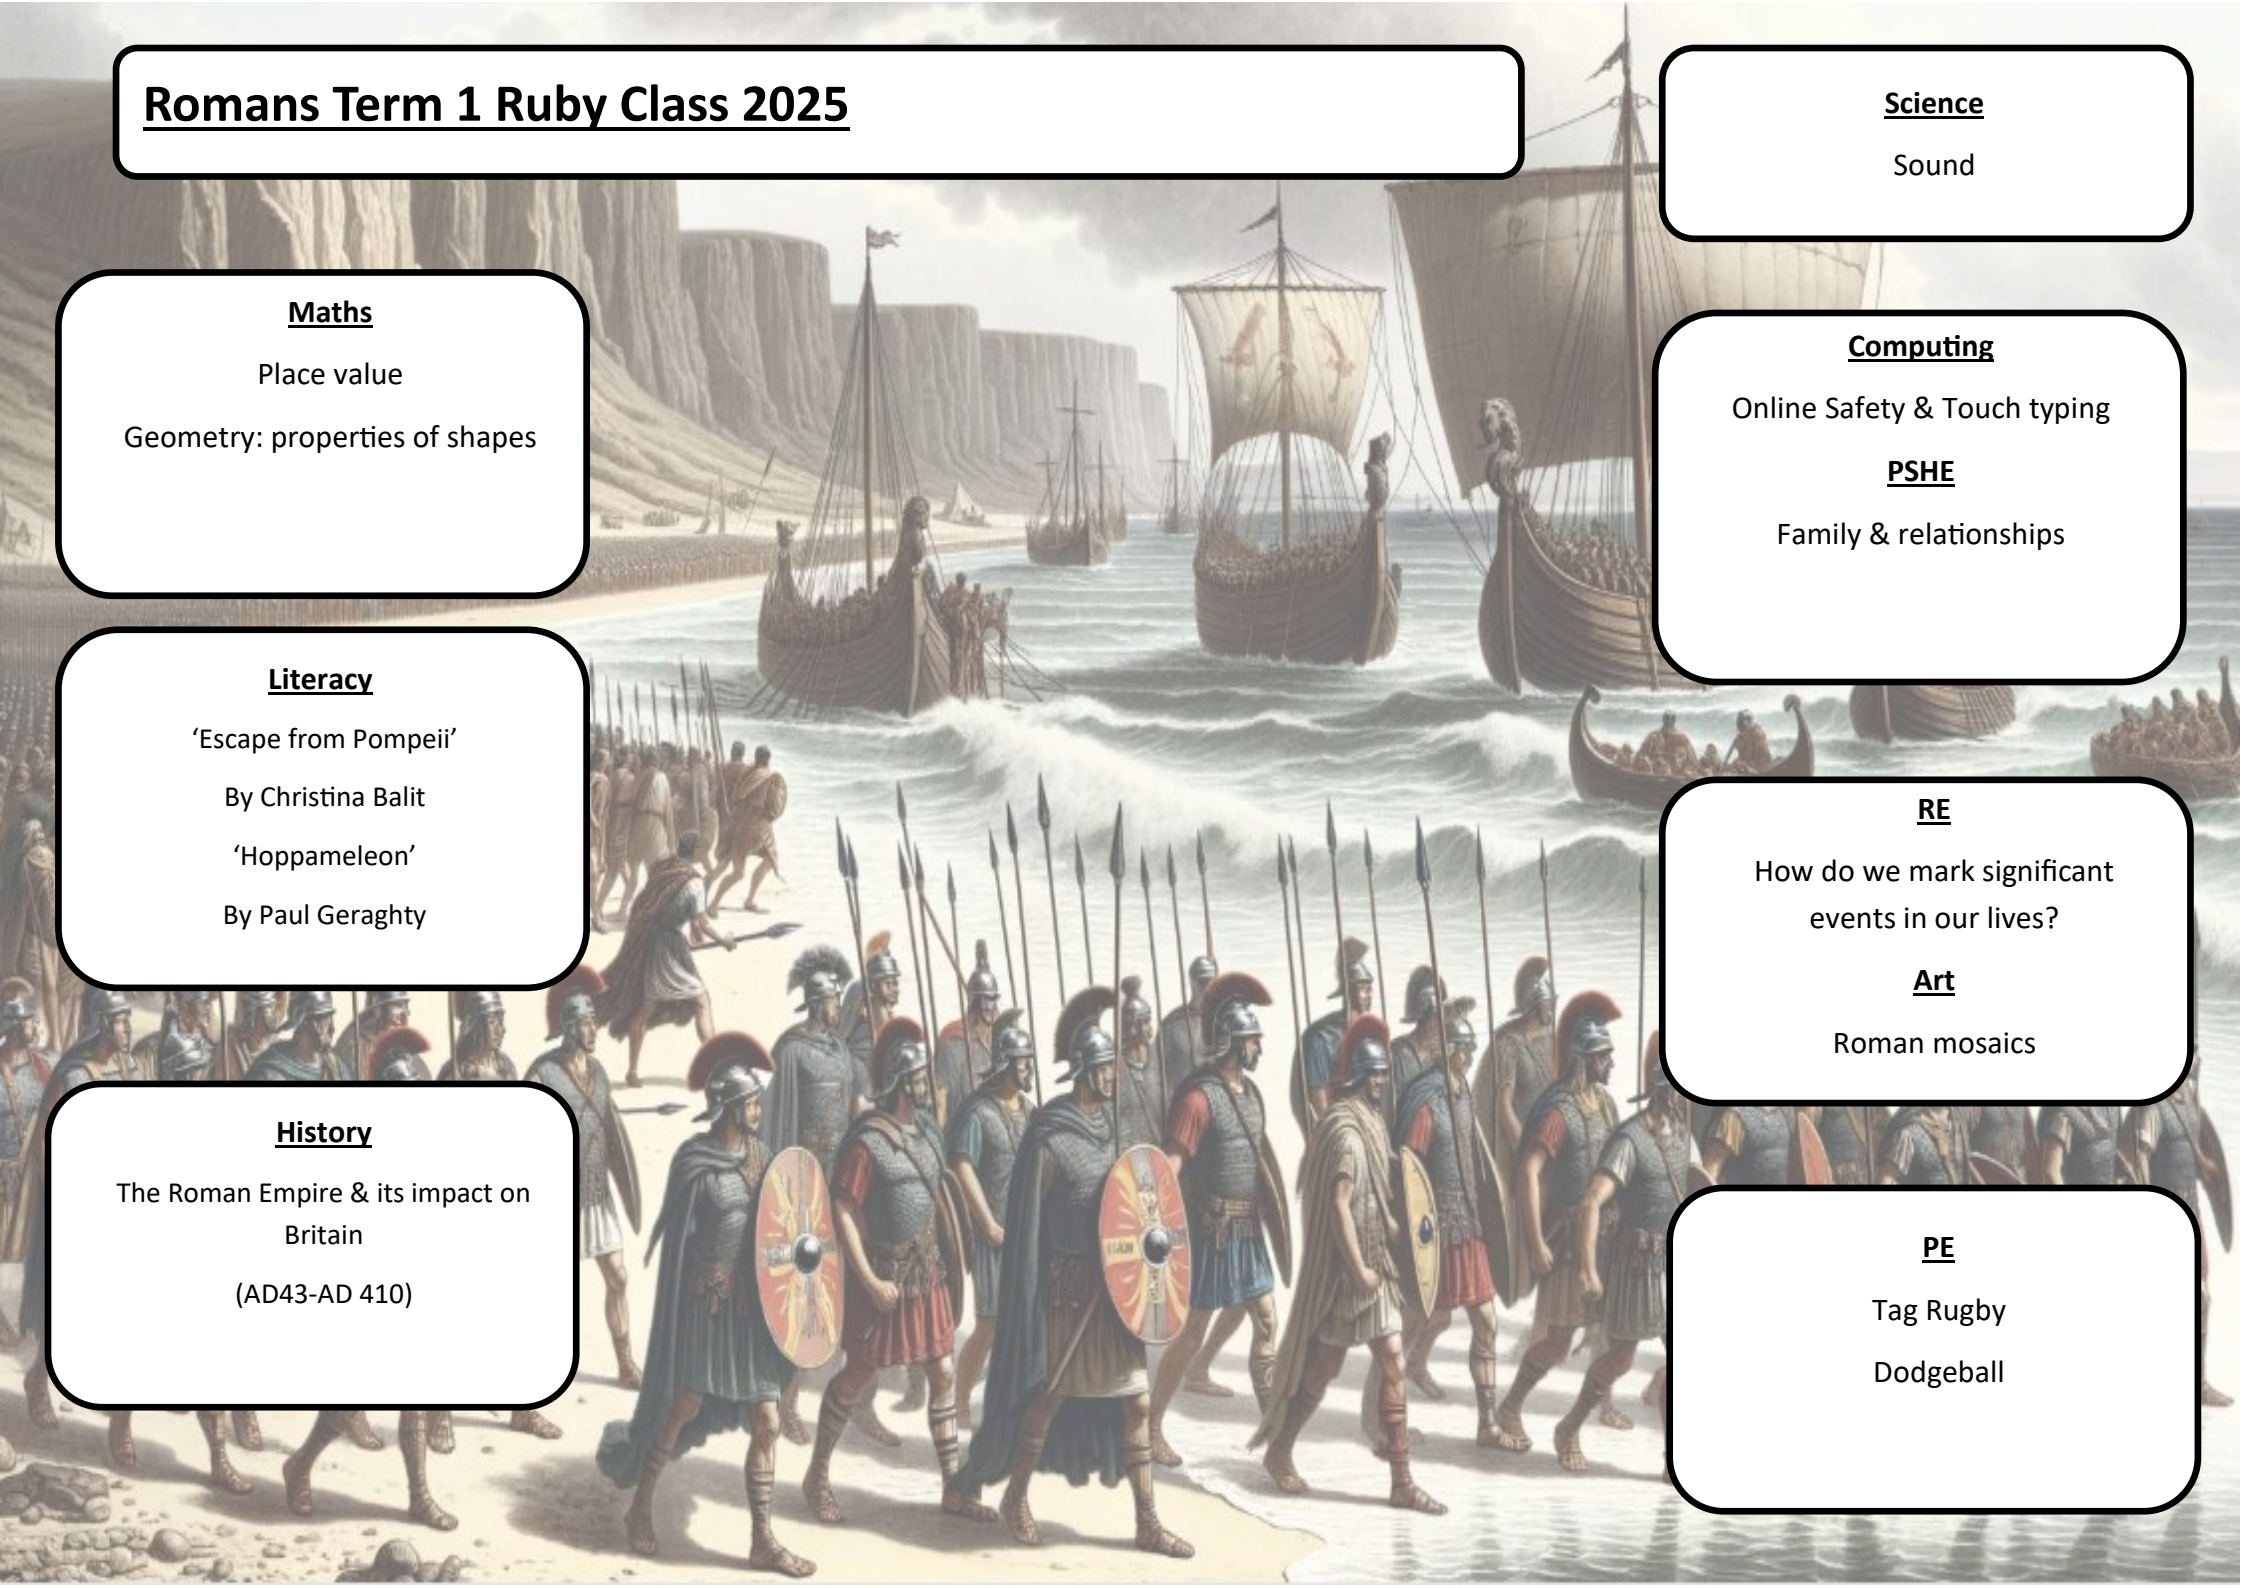 Romans Term 1 Ruby Class 2025
Maths
Place value
Geometry: properties of shapes
Literacy
‘Escape from Pompeii’
By Christina Balit
‘Hoppameleon’
By Paul Geraghty
History
The Roman Empire & its impact on
Britain
(AD43-AD 410)
Science
Sound
Computing
Online Safety & Touch typing
PSHE
Family & relationships
RE
How do we mark significant
events in our lives?
Art
Roman mosaics
PE
Tag Rugby
Dodgeball